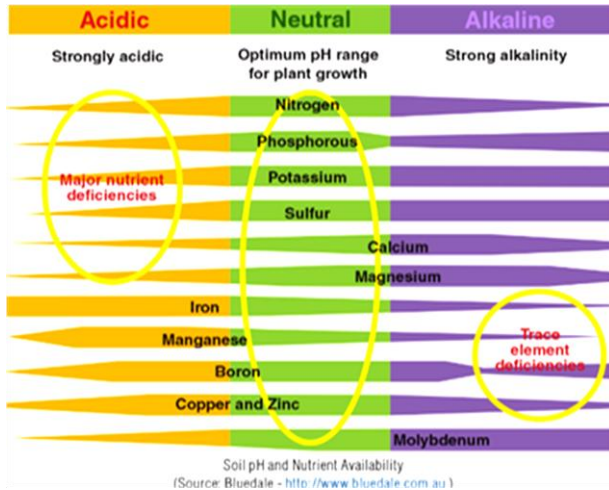 Acidic Neutral Alkaline
Strongly acidic
Optimum pH range
for plant growth
Strong alkalinity
Nitrogen
Phosphorous
Major nutrient
deficiencies
Potassium
Sulfur
Calcium
Magnesium
Iron
Manganese
Trace
element
deficiencies
Boron
Copper and Zinc
Molybdenum
Soil pH and Nutrient Availability
(Source: Bluedale - http://www.bluedale.com.au )